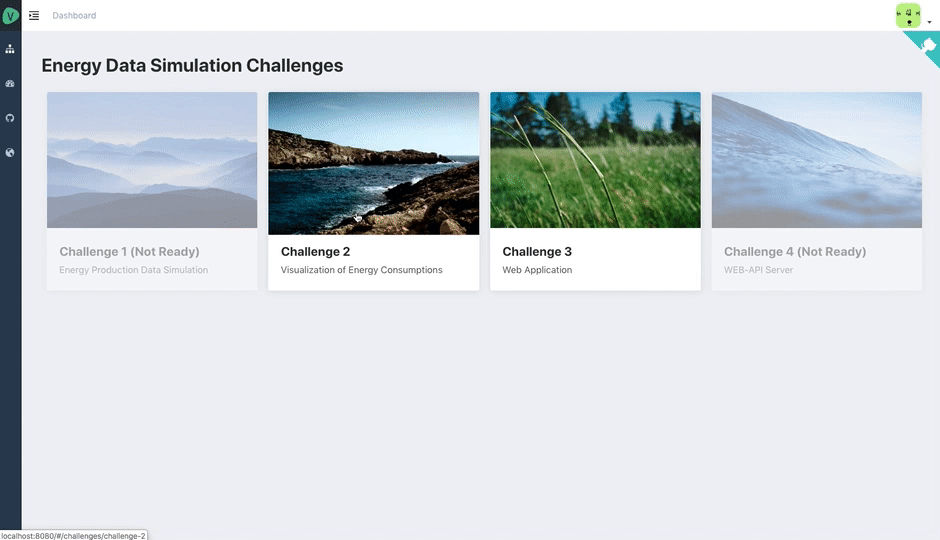 V
Dashboard
Energy Data Simulation Challenges
Challenge 1 (Not Ready)
Energy Production Data Simulation
Challenge 2
Visualization of Energy Consumptions
Challenge 3
Web Application
Challenge 4 (Not Ready)
WEB-API Server
localhost:8080/#/challenges/challenge-2